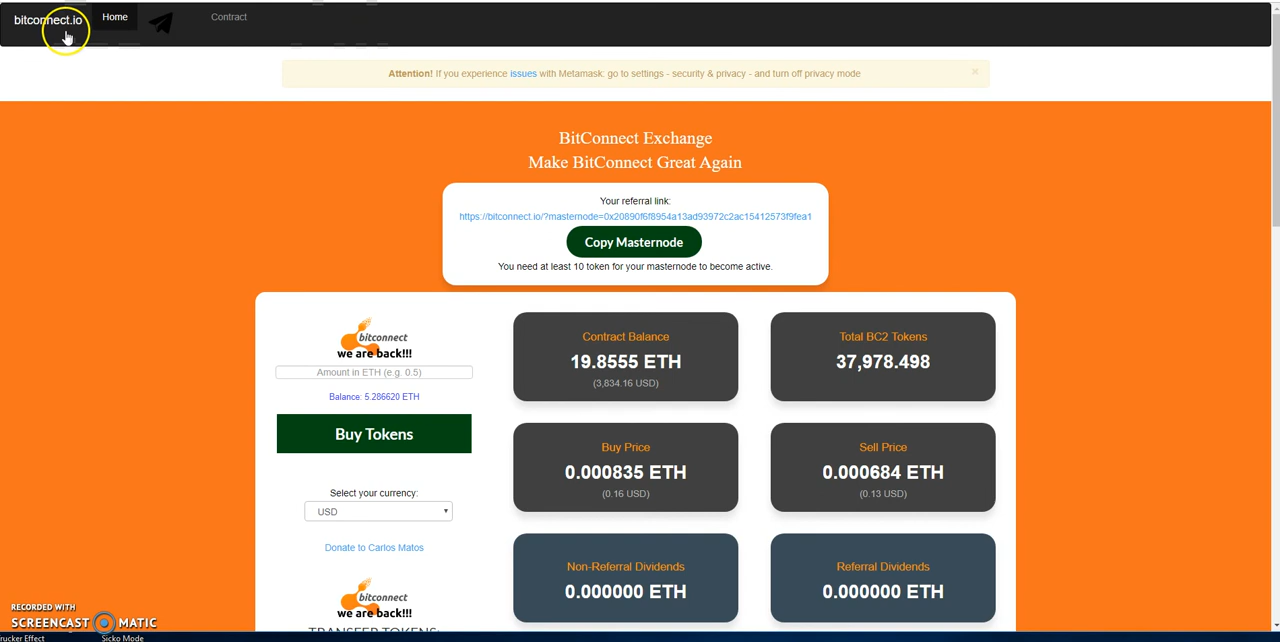 bitconnect.io
Home
Contract
Attention! If you experience issues with Metamask: go to settings - security & privacy - and turn off privacy mode
×
BitConnect Exchange
Make BitConnect Great Again
Your referral link:
https://bitconnect.io/?masternode=0x20890f6f8954a13ad93972c2ac15412573f9fea1
Copy Masternode
You need at least 10 token for your masternode to become active.
bitconnect
we are back!!!
Amount in ETH (e.g. 0.5)
Balance: 5.286620 ETH
Buy Tokens
Select your currency:
USD
Donate to Carlos Matos
bitconnect
we are back!!!
TRANSFER TOKENS:
Contract Balance
19.8555 ETH
(3,834.16 USD)
Total BC2 Tokens
37,978.498
Buy Price
0.000835 ETH
(0.16 USD)
Sell Price
0.000684 ETH
(0.13 USD)
Non-Referral Dividends
0.000000 ETH
Referral Dividends
0.000000 ETH
RECORDED WITH
SCREENCAST MATIC
rucker Effect
Sicko Mode